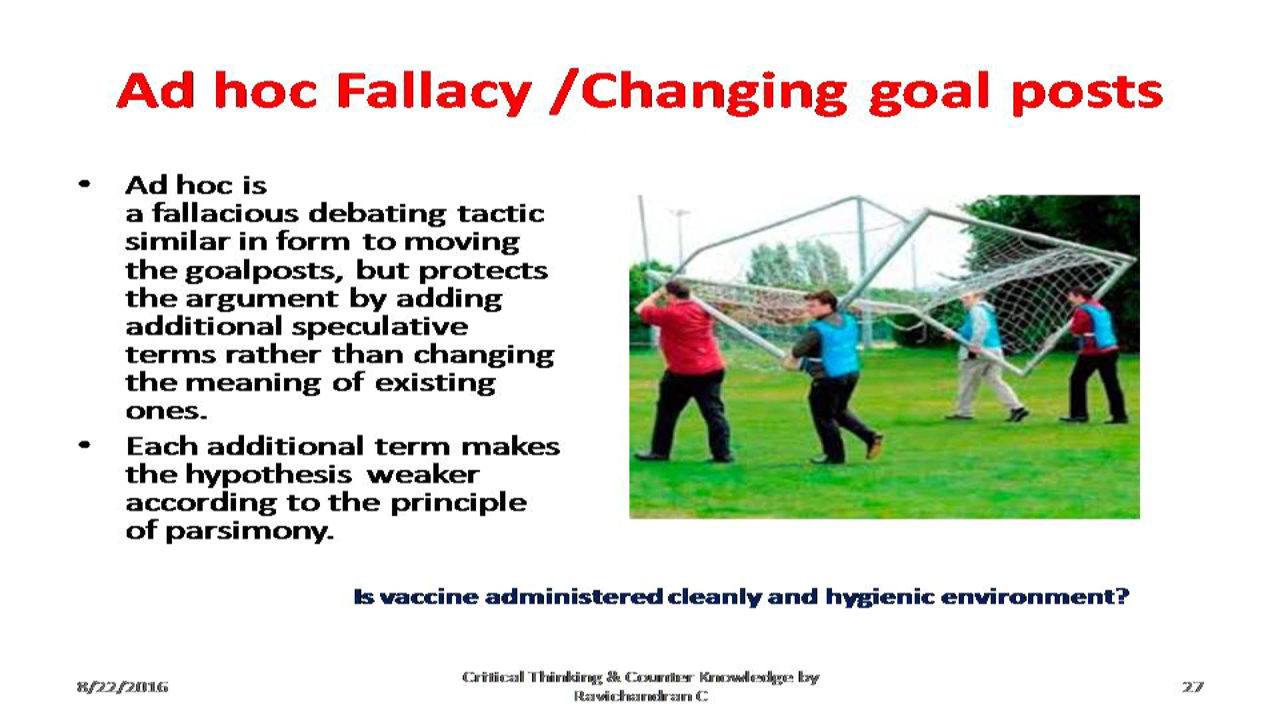 Ad hoc Fallacy /Changing goal posts
• Ad hoc is
a fallacious debating tactic
similar in form to moving
the goalposts, but protects
the argument by adding
additional speculative
terms rather than changing
the meaning of existing
ones.
• Each additional term makes
the hypothesis weaker
according to the principle
of parsimony.
Is vaccine administered cleanly and hygienic environment?
8/22/2016
Critical Thinking & Counter Knowledge by
Ravichandran C
27